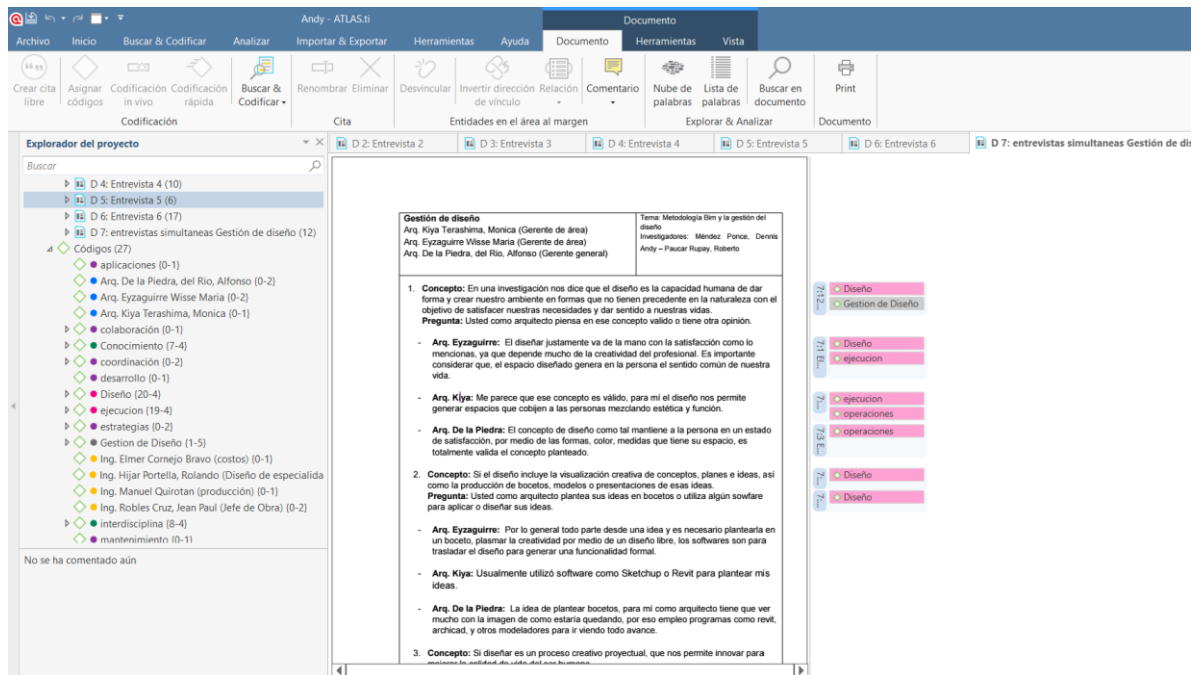 Andy - ATLAS.ti
Documento
Archivo Inicio Buscar & Codificar Analizar Importar & Exportar Herramientas Ayuda Documento Herramientas Vista
Crear cita libre
Asignar códigos
Codificación in vivo
Codificación rápida
Buscar & Codificar
Renombrar
Eliminar
Desvincular
Invertir dirección de vínculo
Relación
Comentario
Nube de palabras
Lista de palabras
Buscar en documento
Print
Codificación
Cita
Entidades en el área al margen
Explorar & Analizar
Documento
Explorador del proyecto
Buscar
D 4: Entrevista 4 (10)
D 5: Entrevista 5 (6)
D 6: Entrevista 6 (17)
D 7: entrevistas simultaneas Gestión de diseño (12)
Códigos (27)
aplicaciones {0-1}
Arq. De la Piedra, del Rio, Alfonso {0-2}
Arq. Eyzaguirre Wisse Maria {0-2}
Arq. Kiya Terashima, Monica {0-1}
colaboración {0-1}
Conocimiento {7-4}
coordinación {0-2}
desarrollo {0-1}
Diseño {20-4}
ejecucion {19-4}
estrategias {0-2}
Gestion de Diseño {1-5}
Ing. Elmer Cornejo Bravo (costos) {0-1}
Ing. Hijar Portella, Rolando (Diseño de especialida
Ing. Manuel Quirotan (producción) {0-1}
Ing. Robles Cruz, Jean Paul (Jefe de Obra) {0-2}
interdisciplina {8-4}
mantenimiento {0-1}
No se ha comentado aún
D 2: Entrevista 2
D 3: Entrevista 3
D 4: Entrevista 4
D 5: Entrevista 5
D 6: Entrevista 6
D 7: entrevistas simultaneas Gestión de di
Gestión de diseño
Arq. Kiya Terashima, Monica (Gerente de área)
Arq. Eyzaguirre Wisse Maria (Gerente de área)
Arq. De la Piedra, del Rio, Alfonso (Gerente general)
Tema: Metodología Bim y la gestión del
diseño
Investigadores: Méndez Ponce, Dennis
Andy – Paucar Rupay, Roberto
1. Concepto: En una investigación nos dice que el diseño es la capacidad humana de dar
forma y crear nuestro ambiente en formas que no tienen precedente en la naturaleza con el
objetivo de satisfacer nuestras necesidades y dar sentido a nuestras vidas.
Pregunta: Usted como arquitecto piensa en ese concepto valido o tiene otra opinión.
- Arq. Eyzaguirre: El diseñar justamente va de la mano con la satisfacción como lo
mencionas, ya que depende mucho de la creatividad del profesional. Es importante
considerar que, el espacio diseñado genera en la persona el sentido común de nuestra
vida.
- Arq. Kiya: Me parece que ese concepto es válido, para mí el diseño nos permite
generar espacios que cobijen a las personas mezclando estética y función.
- Arq. De la Piedra: El concepto de diseño como tal mantiene a la persona en un estado
de satisfacción, por medio de las formas, color, medidas que tiene su espacio, es
totalmente valida el concepto planteado.
2. Concepto: Si el diseño incluye la visualización creativa de conceptos, planes e ideas, así
como la producción de bocetos, modelos o presentaciones de esas ideas.
Pregunta: Usted como arquitecto plantea sus ideas en bocetos o utiliza algún sowfare
para aplicar o diseñar sus ideas.
- Arq. Eyzaguirre: Por lo general todo parte desde una idea y es necesario plantearla en
un boceto, plasmar la creatividad por medio de un diseño libre, los softwares son para
trasladar el diseño para generar una funcionalidad formal.
- Arq. Kiya: Usualmente utilizó software como Sketchup o Revit para plantear mis
ideas.
- Arq. De la Piedra: La idea de plantear bocetos, para mí como arquitecto tiene que ver
mucho con la imagen de como estaría quedando, por eso empleo programas como revit,
archicad, y otros modeladores para ir viendo todo avance.
3. Concepto: Si diseñar es un proceso creativo proyectual, que nos permite innovar para
mejorar la calidad de vida del ser humano
7:12...
Diseño
Gestion de Diseño
7:1 El...
Diseño
ejecucion
7:...
ejecucion
operaciones
7:3 E...
operaciones
7:...
Diseño
7:...
Diseño